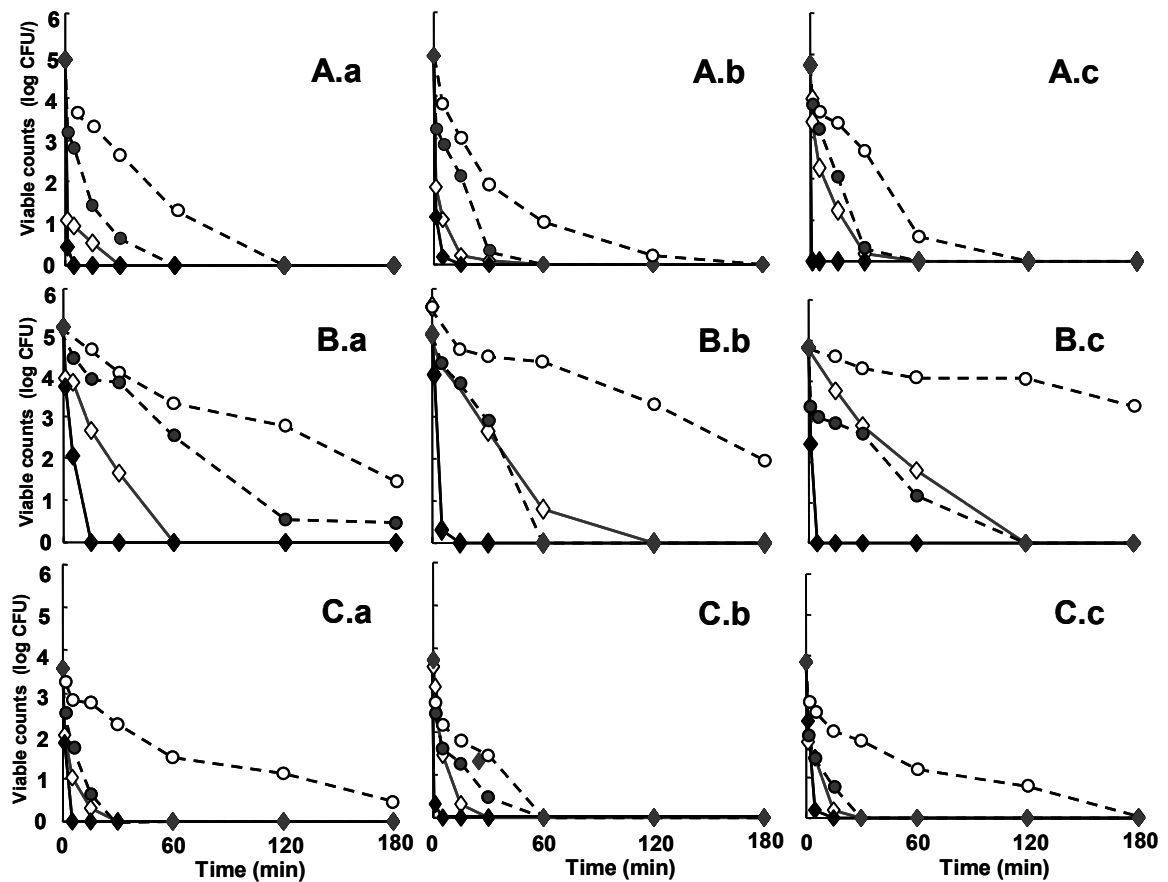 Viable counts (log CFU/)
6
5
4
3
2
1
0
A.a
A.b
A.c
Viable counts (log CFU)
6
5
4
3
2
1
0
B.a
B.b
B.c
Viable counts (log CFU)
6
5
4
3
2
1
0
C.a
C.b
C.c
0 60 120 180
0 60 120 180
0 60 120 180
Time (min)
Time (min)
Time (min)